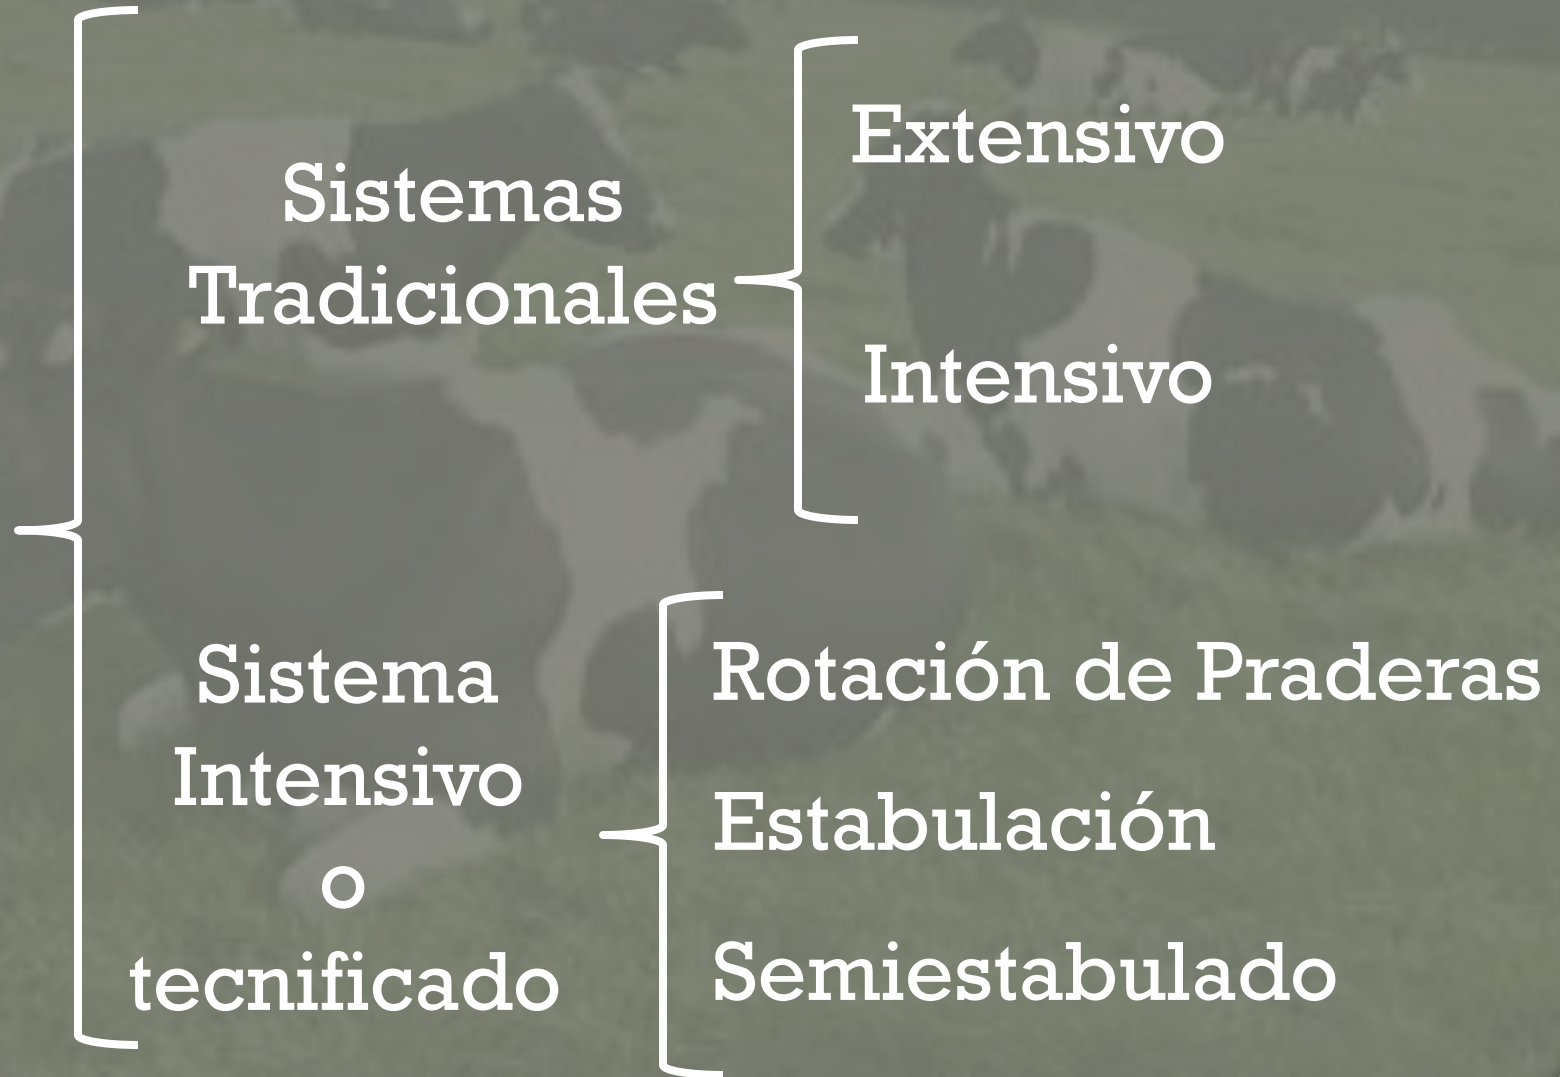 Sistemas
Tradicionales
Extensivo
Intensivo
Sistema
Intensivo
o
tecnificado
Rotación de Praderas
Estabulación
Semiestabulado